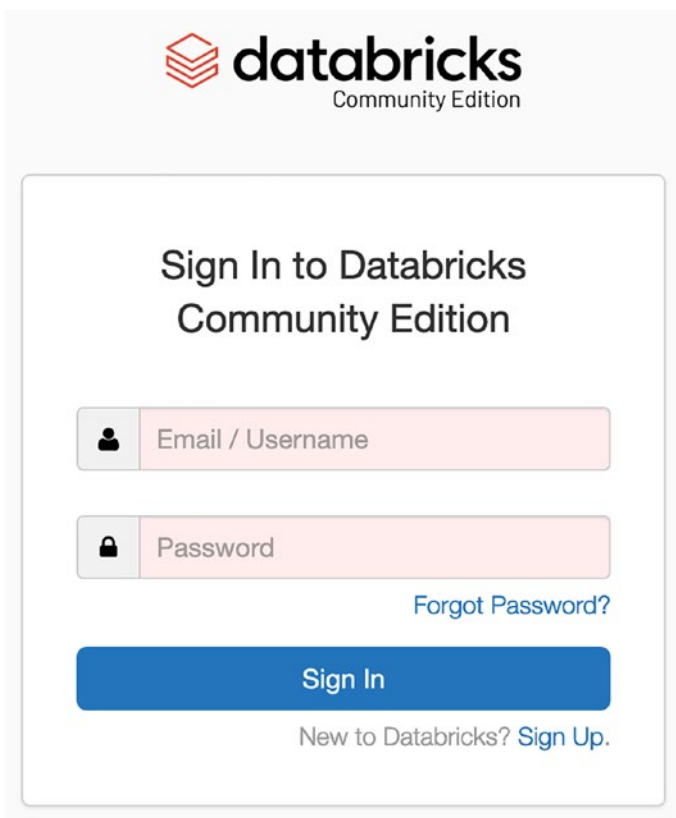 databricks
Community Edition
Sign In to Databricks
Community Edition
Email / Username
Password
Forgot Password?
Sign In
New to Databricks? Sign Up.